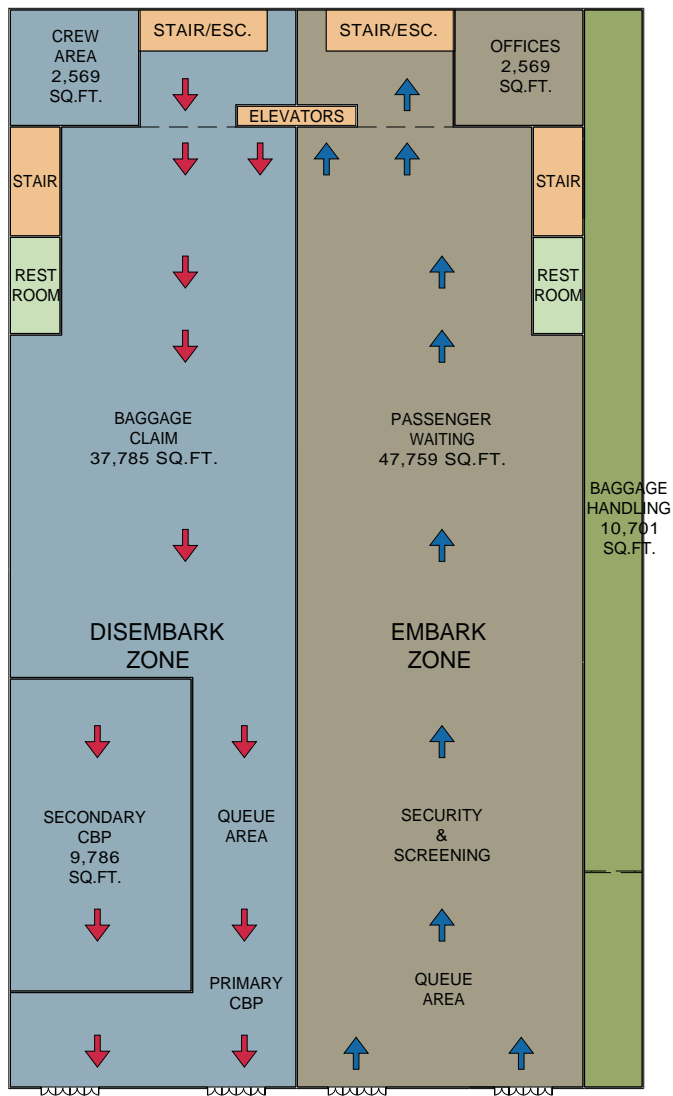 CREW
AREA
2,569
SQ.FT.
STAIR/ESC.
STAIR/ESC.
OFFICES
2,569
SQ.FT.
ELEVATORS
STAIR
STAIR
REST
ROOM
REST
ROOM
BAGGAGE
CLAIM
37,785 SQ.FT.
PASSENGER
WAITING
47,759 SQ.FT.
BAGGAGE
HANDLING
10,701
SQ.FT.
DISEMBARK
ZONE
EMBARK
ZONE
SECONDARY
CBP
9,786
SQ.FT.
QUEUE
AREA
SECURITY
&
SCREENING
PRIMARY
CBP
QUEUE
AREA